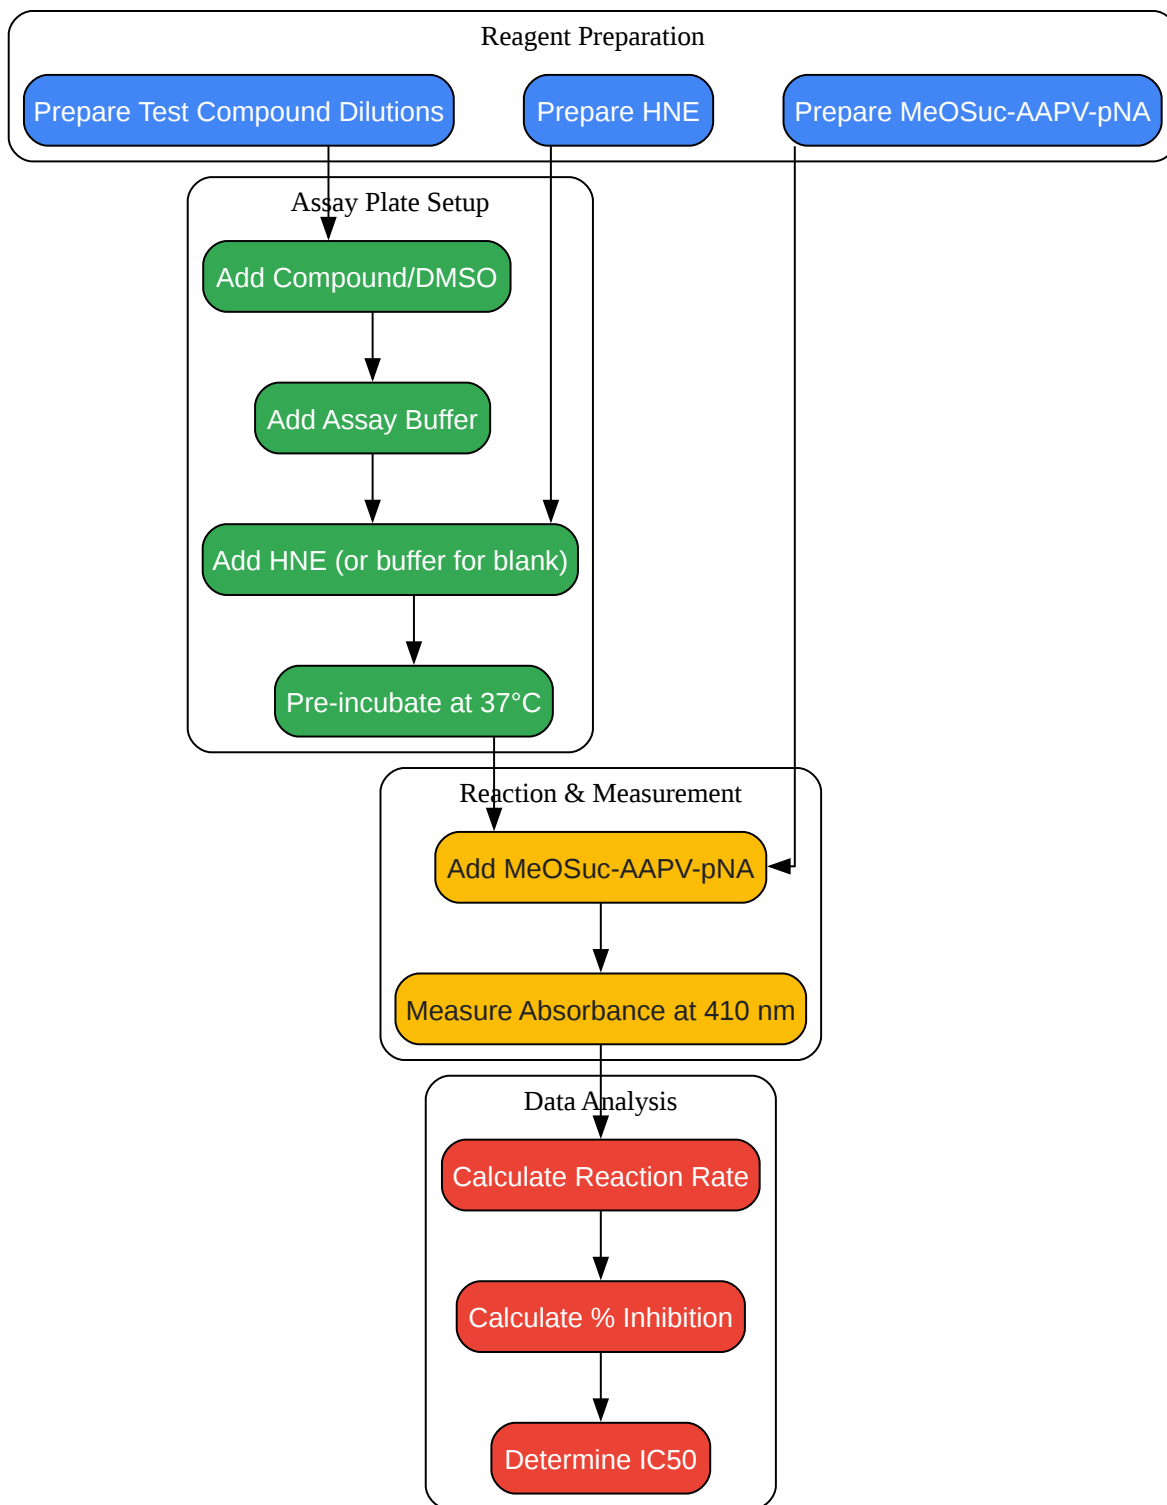 Reagent Preparation
Prepare Test Compound Dilutions
Prepare HNE
Prepare MeOSuc-AAPV-pNA
Assay Plate Setup
Add Compound/DMSO
Add Assay Buffer
Add HNE (or buffer for blank)
Pre-incubate at 37°C
Reaction & Measurement
Add MeOSuc-AAPV-pNA
Measure Absorbance at 410 nm
Data Analysis
Calculate Reaction Rate
Calculate % Inhibition
Determine IC50